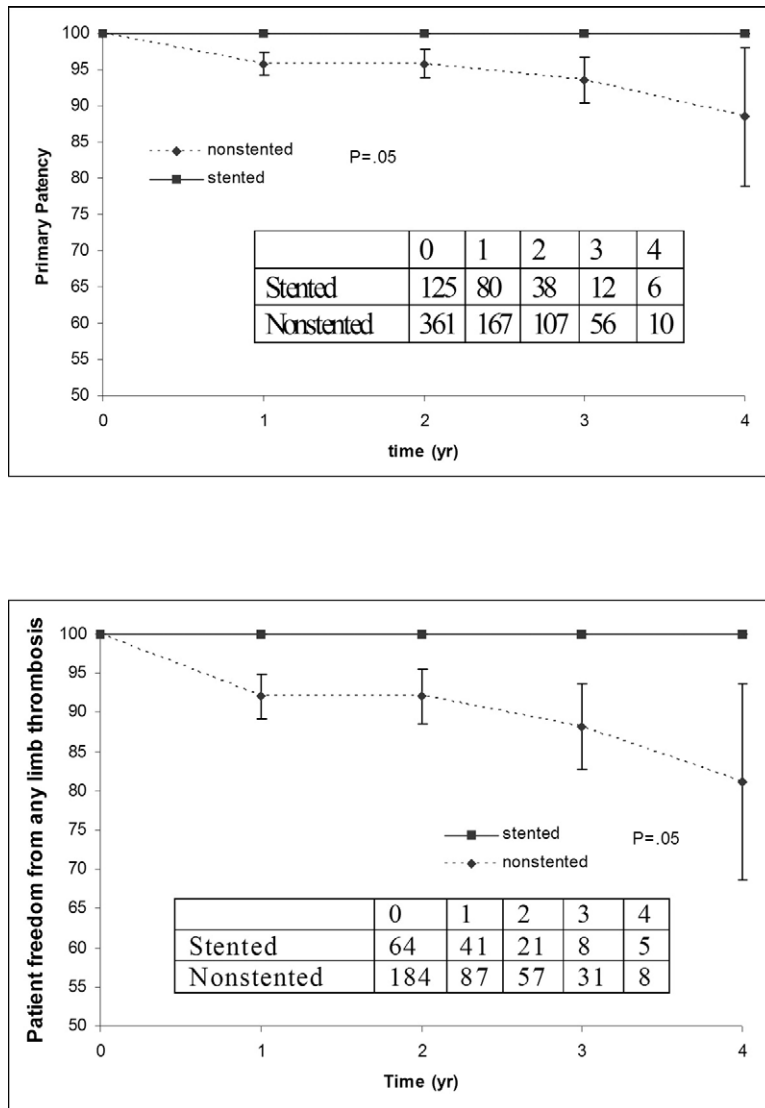 100
95
90
85
80
75
70
65
60
55
50
Primary Patency
nonstented
stented
P=.05
0 1 2 3 4
Stented 125 80 38 12 6
Nonstented 361 167 107 56 10
0 1 2 3 4
time (yr)
100
95
90
85
80
75
70
65
60
55
50
Patient freedom from any limb thrombosis
stented
nonstented
P=.05
0 1 2 3 4
Stented 64 41 21 8 5
Nonstented 184 87 57 31 8
0 1 2 3 4
Time (yr)